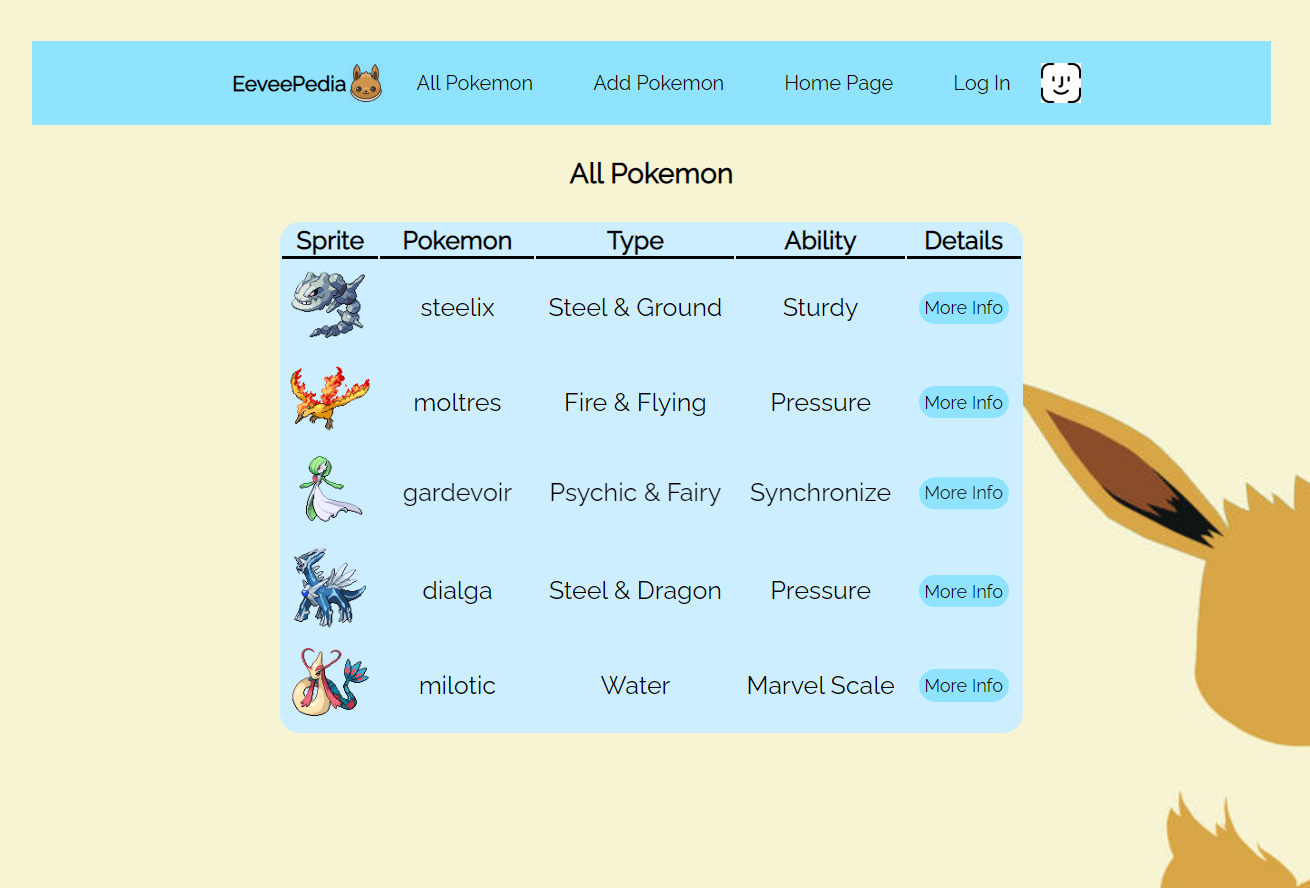 EeveePedia All Pokemon Add Pokemon Home Page Log In
All Pokemon
Sprite Pokemon Type Ability Details
steelix Steel & Ground Sturdy More Info
moltres Fire & Flying Pressure More Info
gardevoir Psychic & Fairy Synchronize More Info
dialga Steel & Dragon Pressure More Info
milotic Water Marvel Scale More Info